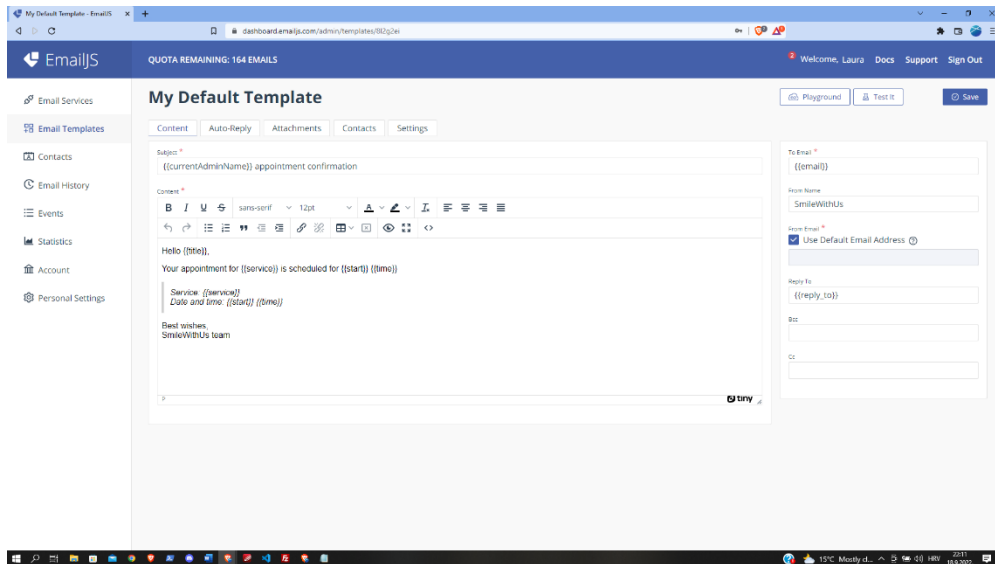 My Default Template - EmailJS
dashboard.emailjs.com/admin/templates/
EmailJS
QUOTA REMAINING: 164 EMAILS
Welcome, Laura Docs Support Sign Out
Email Services
Email Templates
Contacts
Email History
Events
Statistics
Account
Personal Settings
My Default Template
Playground Test It Save
Content Auto-Reply Attachments Contacts Settings
Subject *
{{currentAdminName}} appointment confirmation
Content *
B I U S sans-serif 12pt A
Hello {{title}},
Your appointment for {{service}} is scheduled for {{start}} {{time}}
Service: {{service}}
Date and time: {{start}} {{time}}
Best wishes,
SmileWithUs team
tiny
To Email *
{{email}}
From Name
SmileWithUs
From Email *
Use Default Email Address
Reply To
{{reply_to}}
Bcc
Cc
15°C Mostly cl... HRV 22:11
18.9.2022.